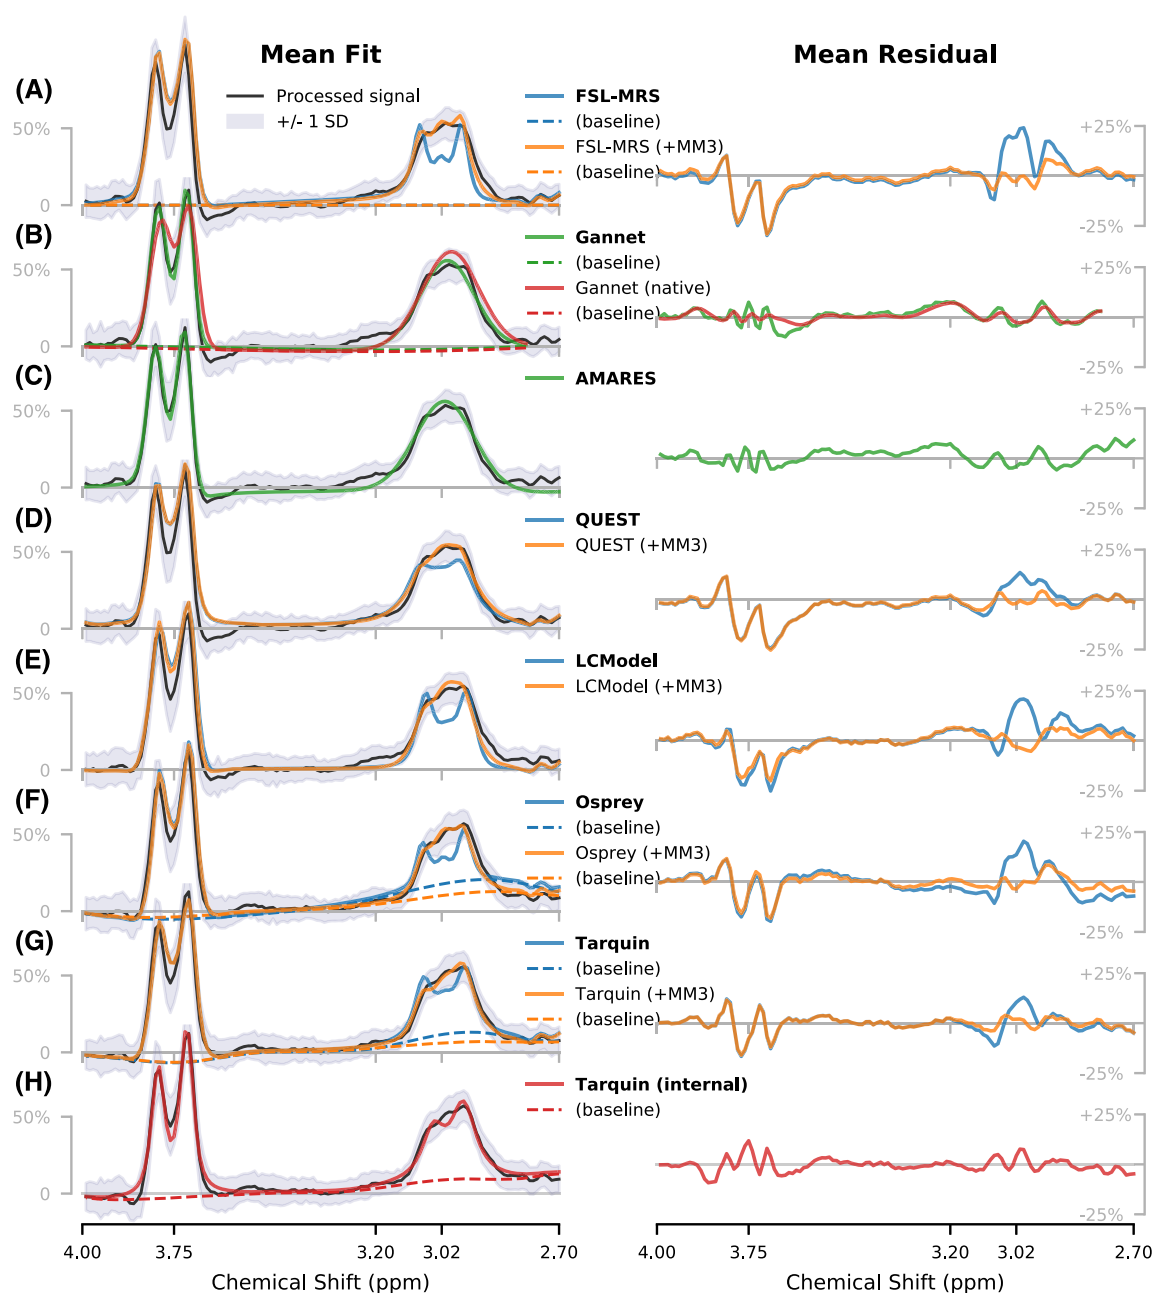 Mean Fit
Mean Residual
(A)
Processed signal
+/- 1 SD
50%
0
FSL-MRS
(baseline)
FSL-MRS (+MM3)
(baseline)
+25%
-25%
(B)
50%
0
Gannet
(baseline)
Gannet (native)
(baseline)
+25%
-25%
(C)
50%
0
AMARES
+25%
-25%
(D)
50%
0
QUEST
QUEST (+MM3)
+25%
-25%
(E)
50%
0
LCModel
LCModel (+MM3)
+25%
-25%
(F)
50%
0
Osprey
(baseline)
Osprey (+MM3)
(baseline)
+25%
-25%
(G)
50%
0
Tarquin
(baseline)
Tarquin (+MM3)
(baseline)
+25%
-25%
(H)
50%
0
Tarquin (internal)
(baseline)
+25%
-25%
4.00 3.75 3.20 3.02 2.70
4.00 3.75 3.20 3.02 2.70
Chemical Shift (ppm)
Chemical Shift (ppm)